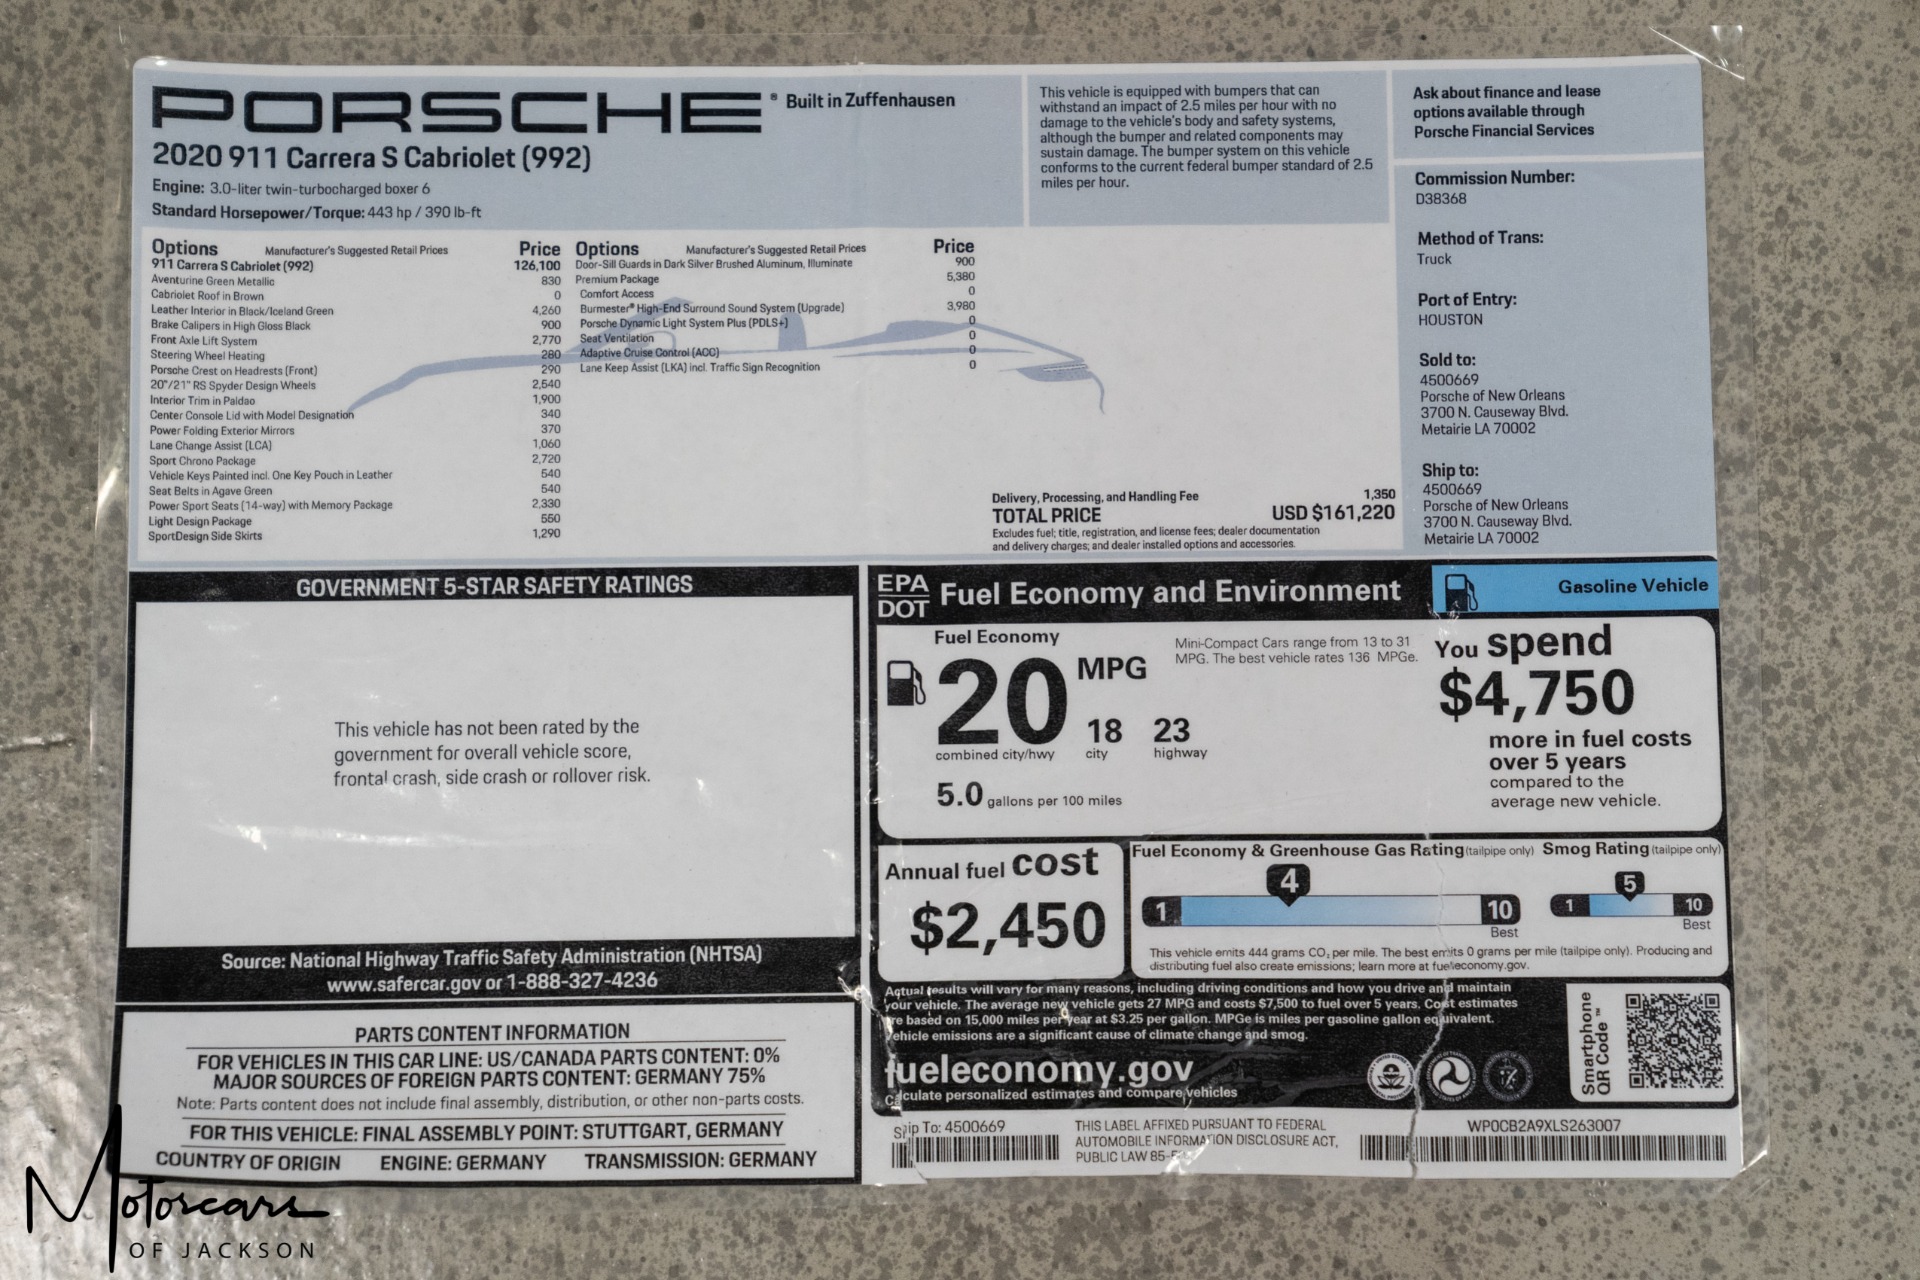 PORSCHE ® Built in Zuffenhausen
2020 911 Carrera S Cabriolet (992)
Engine: 3.0-liter twin-turbocharged boxer 6
Standard Horsepower/Torque: 443 hp / 390 lb-ft
This vehicle is equipped with bumpers that can
withstand an impact of 2.5 miles per hour with no
damage to the vehicle's body and safety systems,
although the bumper and related components may
sustain damage. The bumper system on this vehicle
conforms to the current federal bumper standard of 2.5
miles per hour.
Ask about finance and lease
options available through
Porsche Financial Services
Commission Number:
D38368
Method of Trans:
Truck
Port of Entry:
HOUSTON
Sold to:
4500669
Porsche of New Orleans
3700 N. Causeway Blvd.
Metairie LA 70002
Ship to:
4500669
Porsche of New Orleans
3700 N. Causeway Blvd.
Metairie LA 70002
Options Manufacturer's Suggested Retail Prices Price
911 Carrera S Cabriolet (992) 126,100
Aventurine Green Metallic 830
Cabriolet Roof in Brown 0
Leather Interior in Black/Iceland Green 4,260
Brake Calipers in High Gloss Black 900
Front Axle Lift System 2,770
Steering Wheel Heating 280
Porsche Crest on Headrests (Front) 290
20"/21" RS Spyder Design Wheels 2,540
Interior Trim in Paldao 1,900
Center Console Lid with Model Designation 340
Power Folding Exterior Mirrors 370
Lane Change Assist (LCA) 1,060
Sport Chrono Package 2,720
Vehicle Keys Painted incl. One Key Pouch in Leather 540
Seat Belts in Agave Green 540
Power Sport Seats (14-way) with Memory Package 2,330
Light Design Package 550
SportDesign Side Skirts 1,290
Options Manufacturer's Suggested Retail Prices Price
Door-Sill Guards in Dark Silver Brushed Aluminum, Illuminate 900
Premium Package 5,380
Comfort Access 0
Burmester® High-End Surround Sound System (Upgrade) 3,980
Porsche Dynamic Light System Plus (PDLS+) 0
Seat Ventilation 0
Adaptive Cruise Control (ACC) 0
Lane Keep Assist (LKA) incl. Traffic Sign Recognition 0
Delivery, Processing, and Handling Fee 1,350
TOTAL PRICE USD $161,220
Excludes fuel; title, registration, and license fees; dealer documentation
and delivery charges; and dealer installed options and accessories.
GOVERNMENT 5-STAR SAFETY RATINGS
This vehicle has not been rated by the
government for overall vehicle score,
frontal crash, side crash or rollover risk.
Source: National Highway Traffic Safety Administration (NHTSA)
www.safercar.gov or 1-888-327-4236
PARTS CONTENT INFORMATION
FOR VEHICLES IN THIS CAR LINE: US/CANADA PARTS CONTENT: 0%
MAJOR SOURCES OF FOREIGN PARTS CONTENT: GERMANY 75%
Note: Parts content does not include final assembly, distribution, or other non-parts costs.
FOR THIS VEHICLE: FINAL ASSEMBLY POINT: STUTTGART, GERMANY
COUNTRY OF ORIGIN ENGINE: GERMANY TRANSMISSION: GERMANY
EPA
DOT
Fuel Economy and Environment
Gasoline Vehicle
Fuel Economy
20 MPG
combined city/hwy
18
city
23
highway
5.0 gallons per 100 miles
Mini-Compact Cars range from 13 to 31
MPG. The best vehicle rates 136 MPGe.
You spend
$4,750
more in fuel costs
over 5 years
compared to the
average new vehicle.
Annual fuel cost
$2,450
Fuel Economy & Greenhouse Gas Rating (tailpipe only)
1 4 10
Best
Smog Rating (tailpipe only)
1 5 10
Best
This vehicle emits 444 grams CO₂ per mile. The best emits 0 grams per mile (tailpipe only). Producing and
distributing fuel also create emissions; learn more at fueleconomy.gov.
Actual results will vary for many reasons, including driving conditions and how you drive and maintain
your vehicle. The average new vehicle gets 27 MPG and costs $7,500 to fuel over 5 years. Cost estimates
are based on 15,000 miles per year at $3.25 per gallon. MPGe is miles per gasoline gallon equivalent.
Vehicle emissions are a significant cause of climate change and smog.
fueleconomy.gov
Calculate personalized estimates and compare vehicles
Smartphone
QR Code ™
Ship To: 4500669
THIS LABEL AFFIXED PURSUANT TO FEDERAL
AUTOMOBILE INFORMATION DISCLOSURE ACT,
PUBLIC LAW
WP0CB2A9XLS263007
Motorcars
OF JACKSON